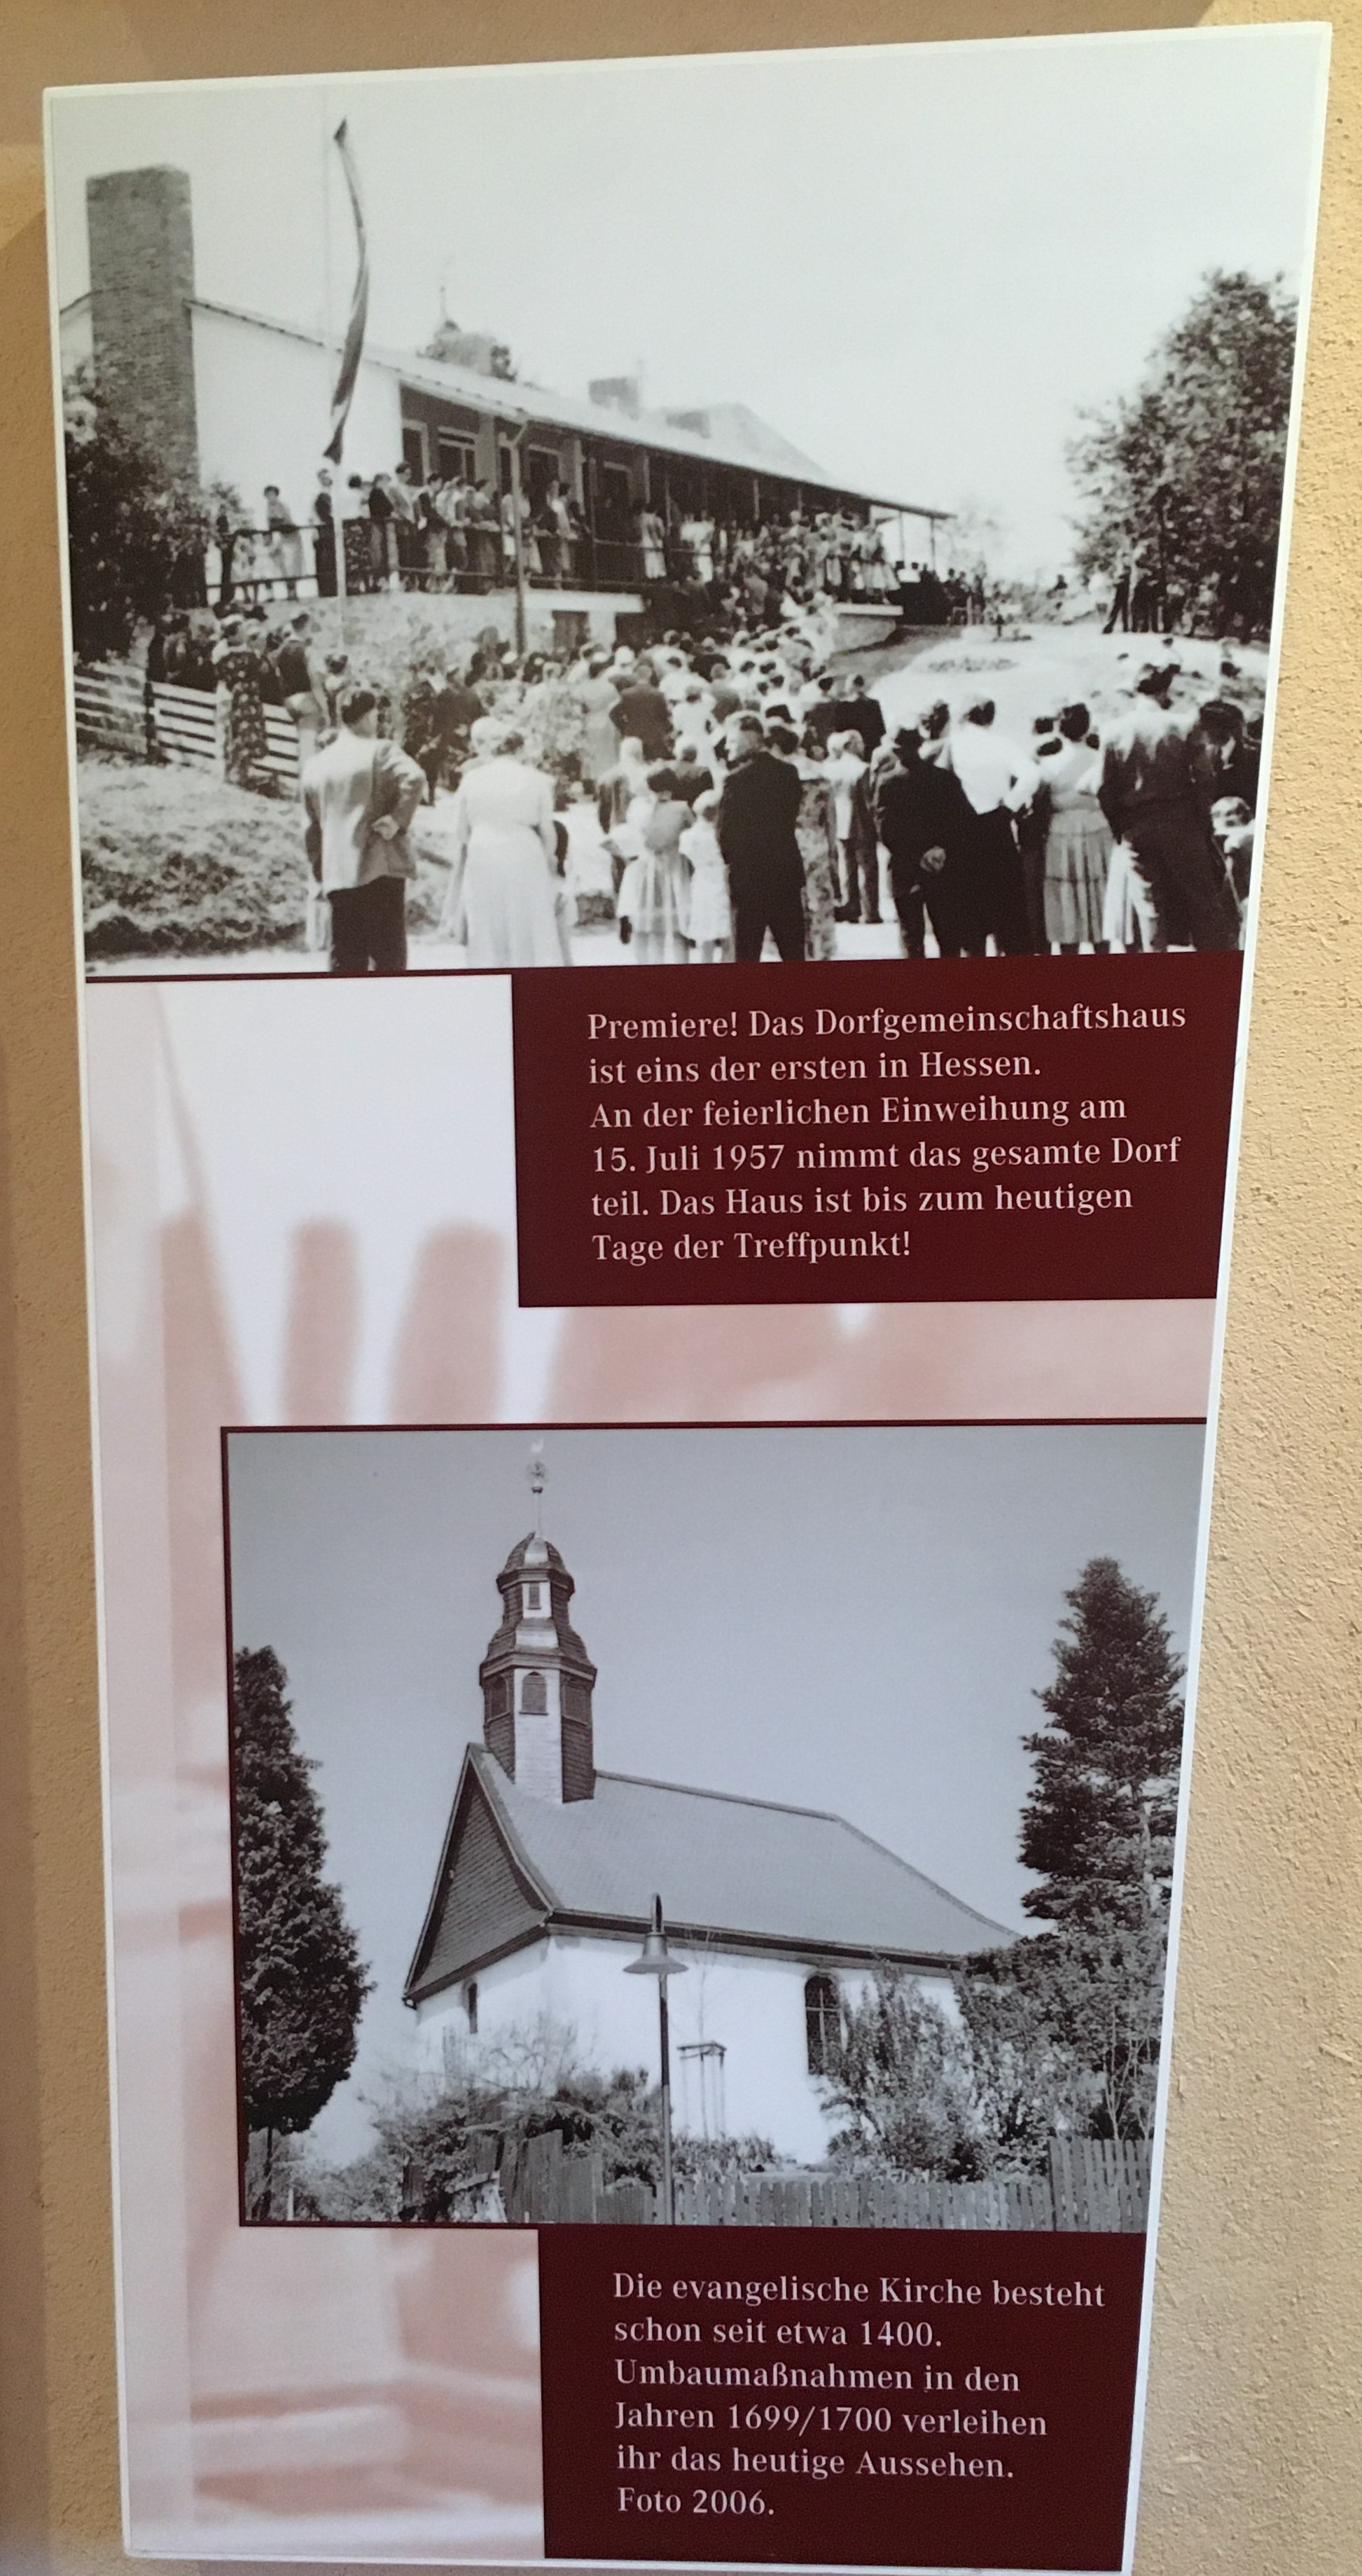 Premiere! Das Dorfgemeinschaftshaus
ist eins der ersten in Hessen.
An der feierlichen Einweihung am
15. Juli 1957 nimmt das gesamte Dorf
teil. Das Haus ist bis zum heutigen
Tage der Treffpunkt!
Die evangelische Kirche besteht
schon seit etwa 1400.
Umbaumaßnahmen in den
Jahren 1699/1700 verleihen
ihr das heutige Aussehen.
Foto 2006.